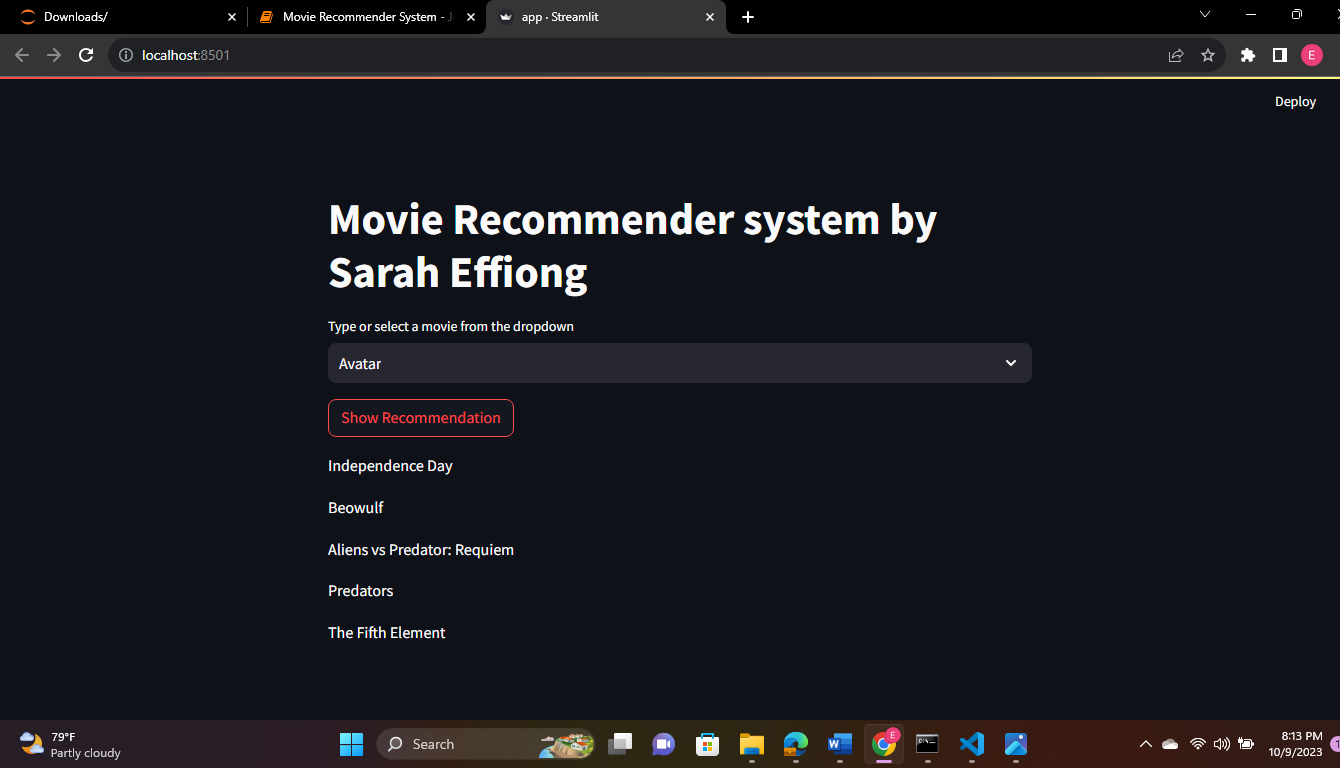 Downloads/
Movie Recommender System - J
app · Streamlit
localhost:8501
E
Deploy
Movie Recommender system by
Sarah Effiong
Type or select a movie from the dropdown
Avatar
Show Recommendation
Independence Day
Beowulf
Aliens vs Predator: Requiem
Predators
The Fifth Element
79°F
Partly cloudy
Search
E
8:13 PM
10/9/2023
1